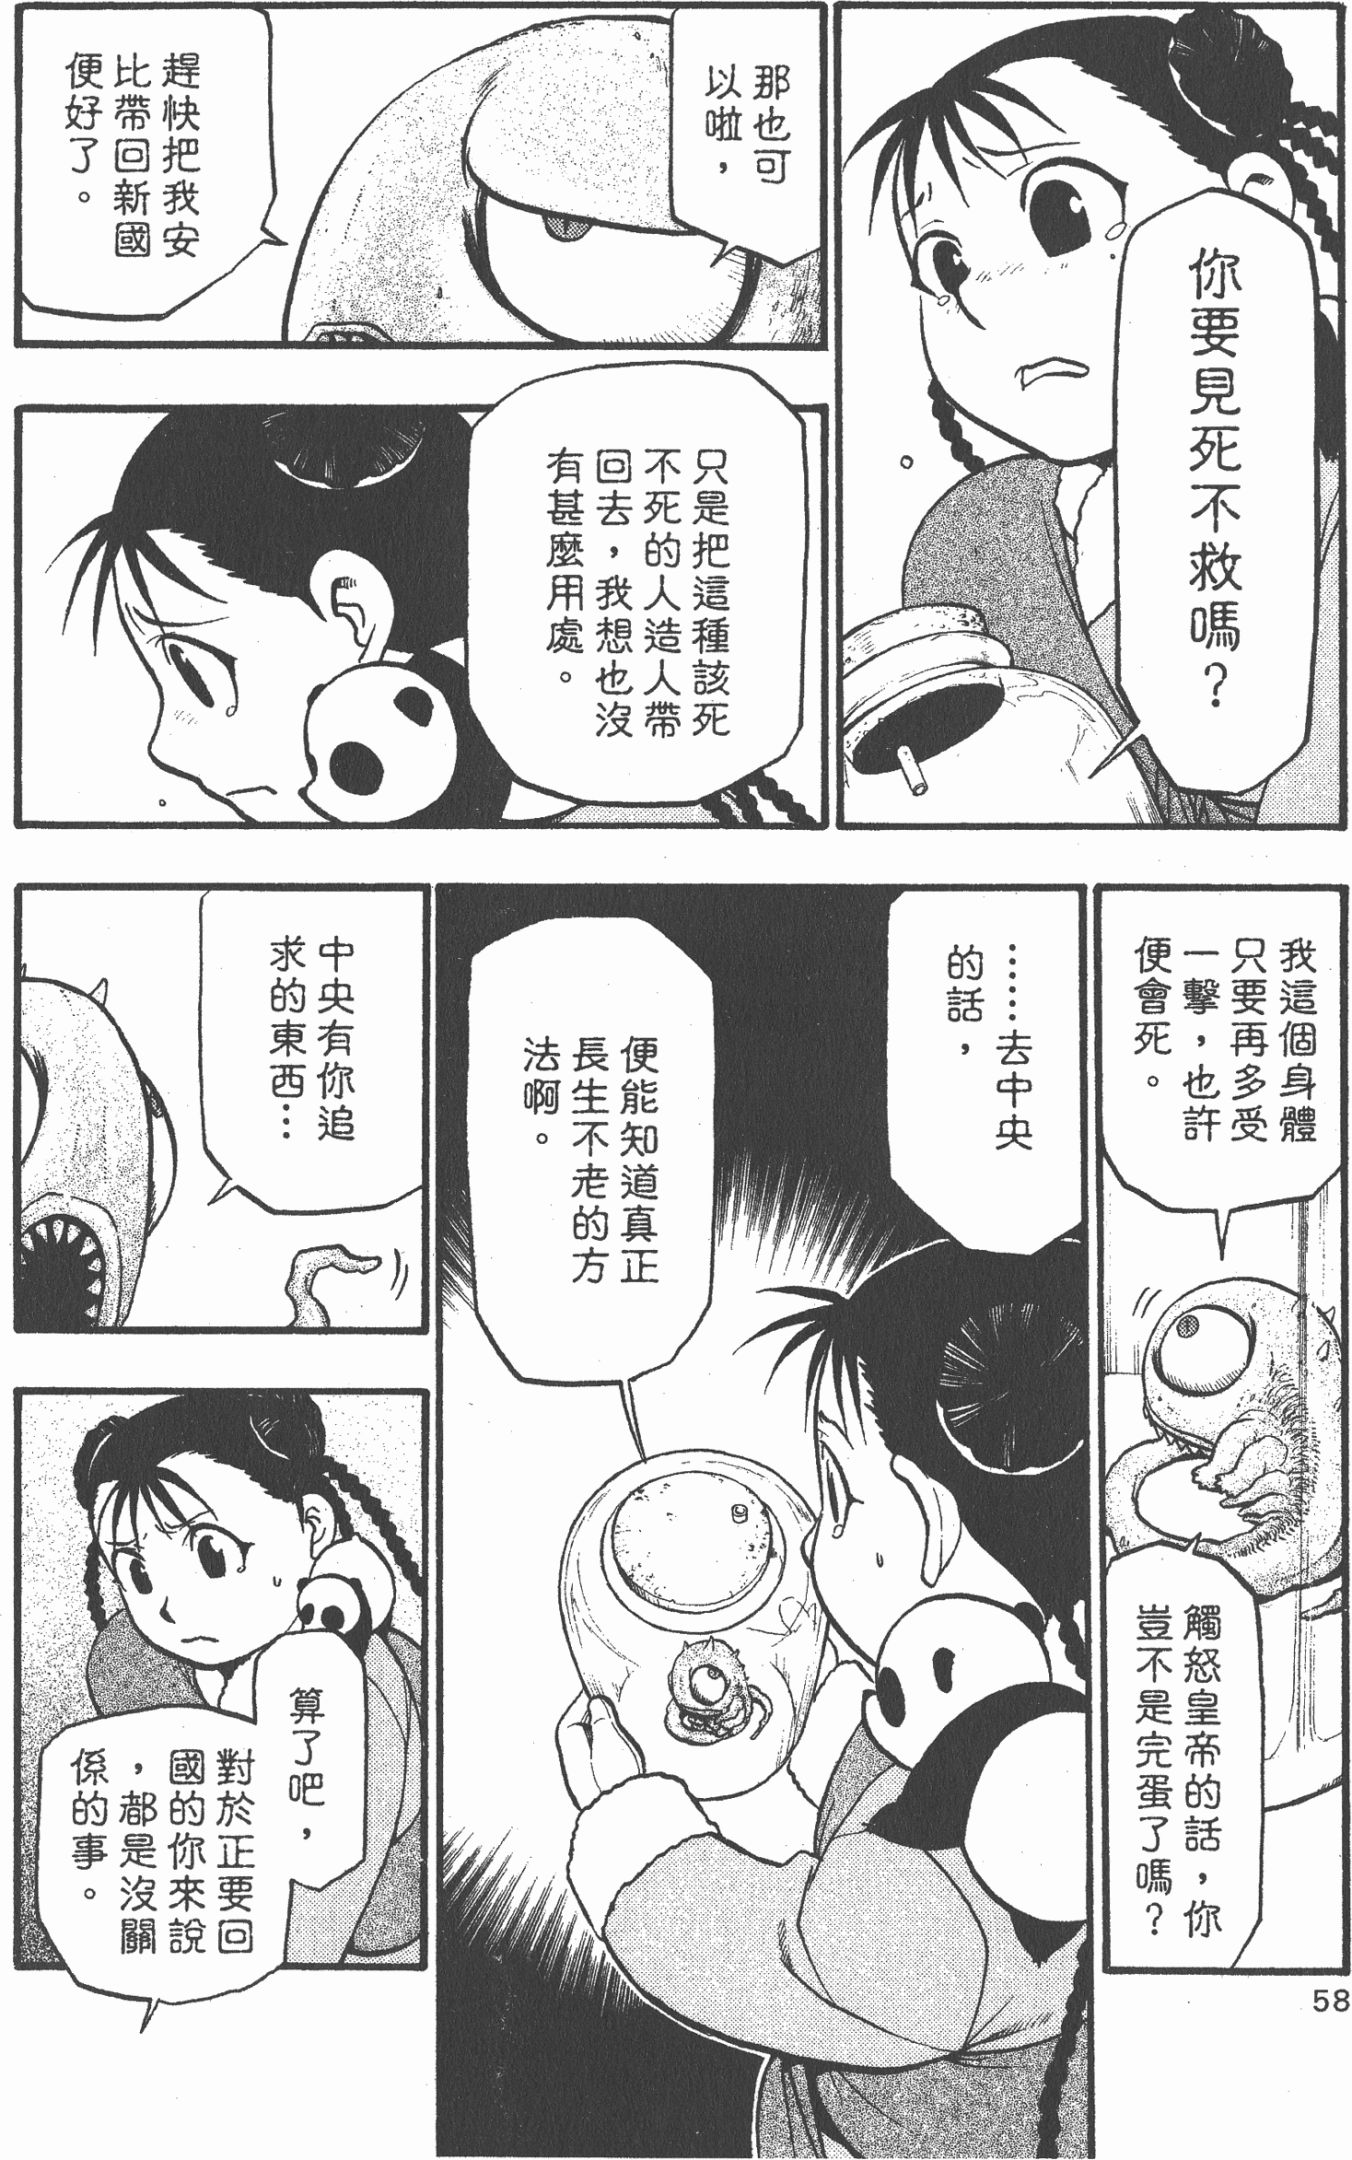 你要見死不救嗎？
那也可
以啦，
趕快把我安
比帶回新國
便好了。
只是把這種該死
不死的人造人帶
回去，我想也沒
有甚麼用處。
我這個身體
只要再多受
一擊，也許
便會死。
觸怒皇帝的話，你
豈不是完蛋了嗎？
……去中央
的話，
便能知道真正
長生不老的方
法啊。
中央有你追
求的東西…
算了吧，
對於正要回
國的你來說
，都是沒關
係的事。
58